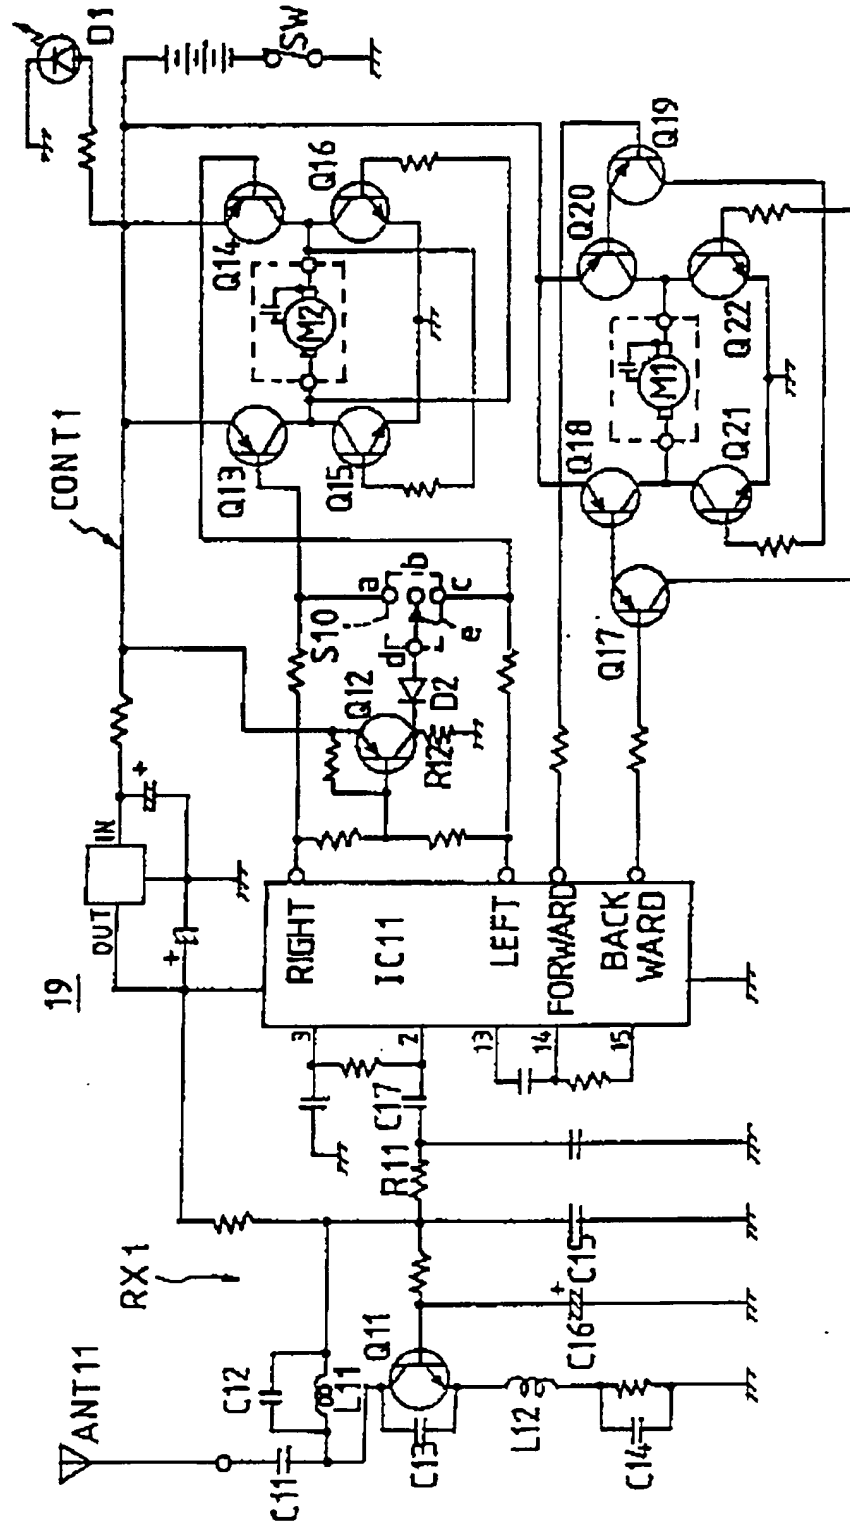 19
CONT1
RX1
ANT11
D1
SW
OUT
IN
+
+
C11
C12
L11
Q11
C13
L12
C14
C16
+
C15
R11
C17
3
2
13
14
15
RIGHT
IC11
LEFT
FORWARD
BACK
WARD
Q12
R12
D2
S10
a
b
c
d
e
Q13
Q14
Q15
Q16
M2
Q17
Q18
Q19
Q20
Q21
Q22
M1